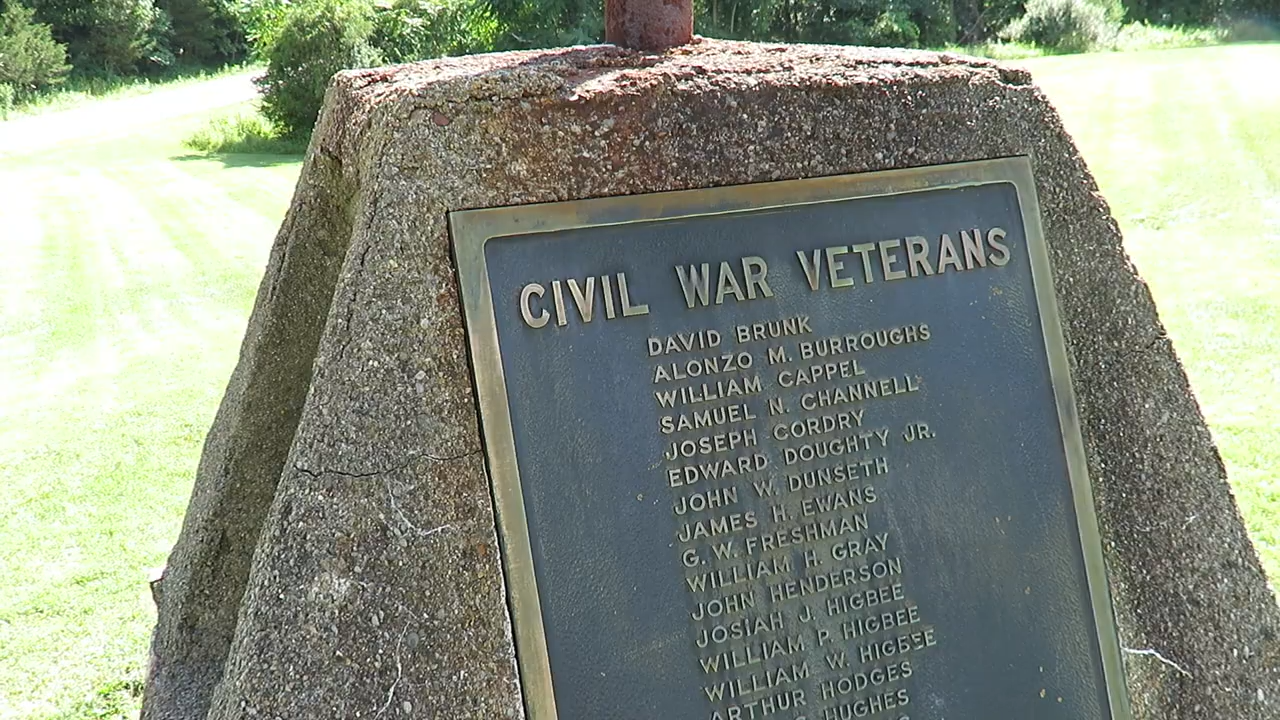 CIVIL WAR VETERANS
DAVID BRUNK
ALONZO M. BURROUGHS
WILLIAM CAPPEL
SAMUEL N. CHANNELL
JOSEPH CORDRY
EDWARD DOUGHTY JR.
JOHN W. DUNSETH
JAMES H. EWANS
G. W. FRESHMAN
WILLIAM H. GRAY
JOHN HENDERSON
JOSIAH J. HIGBEE
WILLIAM P. HIGBEE
WILLIAM W. HIGBEE
ARTHUR HODGES
HUGHES